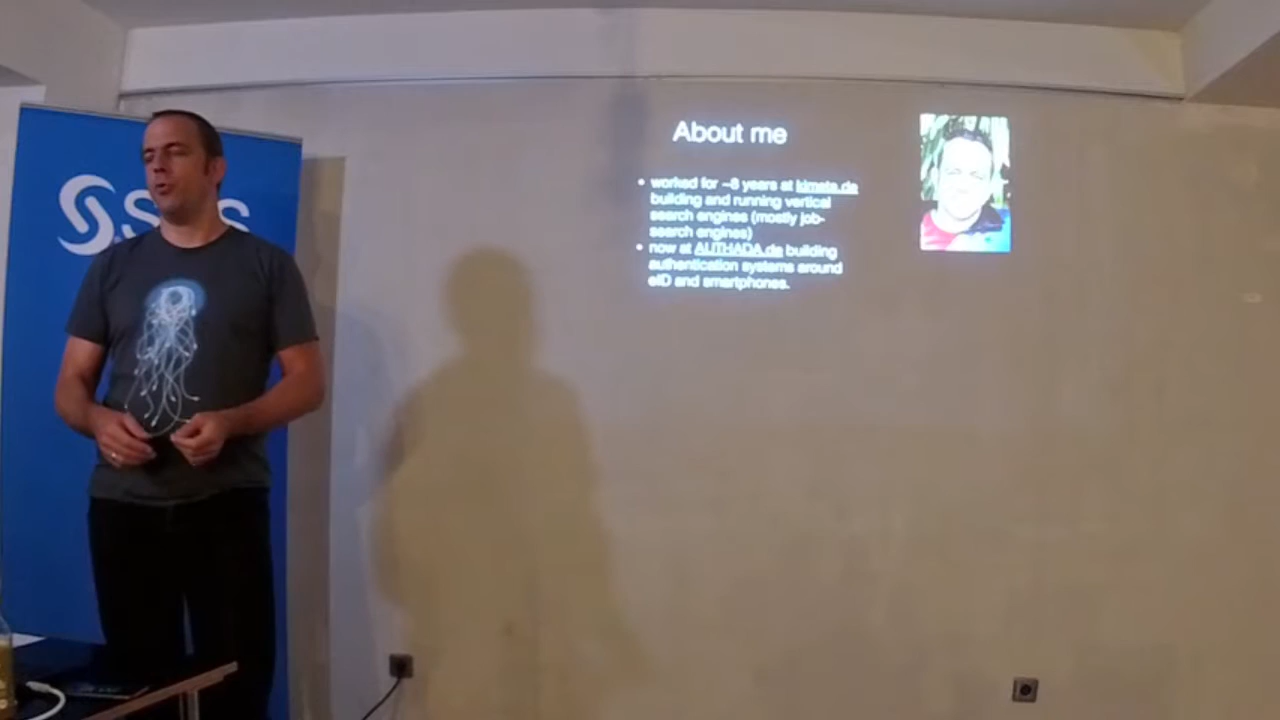 SAS
About me
• worked for ~8 years at kimeta.de
building and running vertical
search engines (mostly job-
search engines)
• now at AUTHADA.de building
authentication systems around
eID and smartphones.